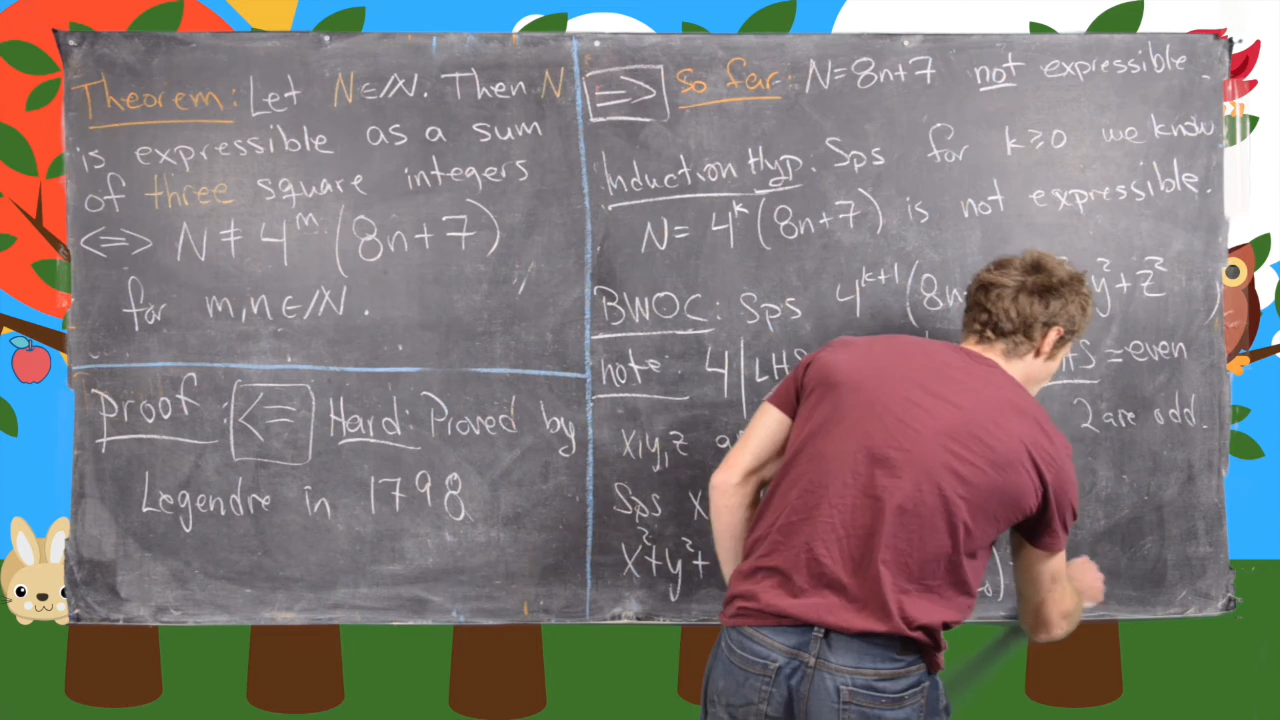 Theorem: Let N∈ℕ. Then N
is expressible as a sum
of three square integers
<=> N ≠ 4^m (8n+7)
for m,n∈ℕ.
Proof: <= Hard: Proved by
Legendre in 1798
=> So far: N=8n+7 not expressible.
Induction Hyp: Sps for k≥0 we know
N= 4^k(8n+7) is not expressible.
BWOC: Sps 4^{k+1}(8n y²+z²
note: 4|LHS =even
x,y,z 2 are odd.
Sps x
x²+y²+